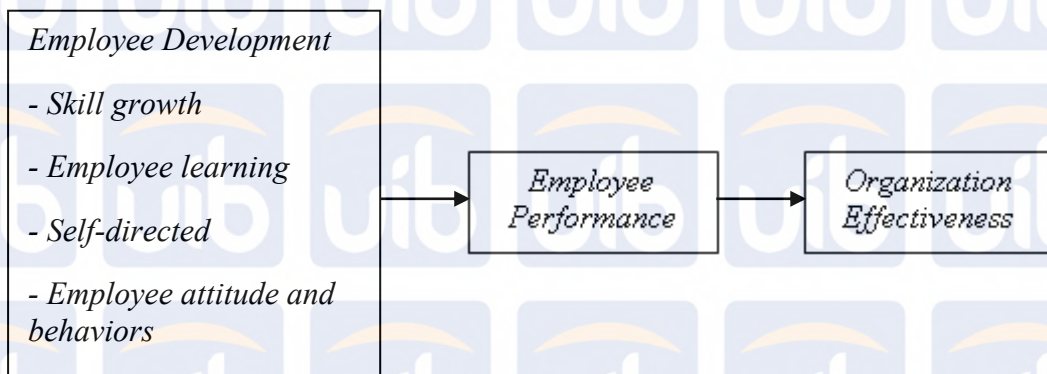 Employee Development
- Skill growth
- Employee learning
- Self-directed
- Employee attitude and
behaviors
Employee
Performance
Organization
Effectiveness